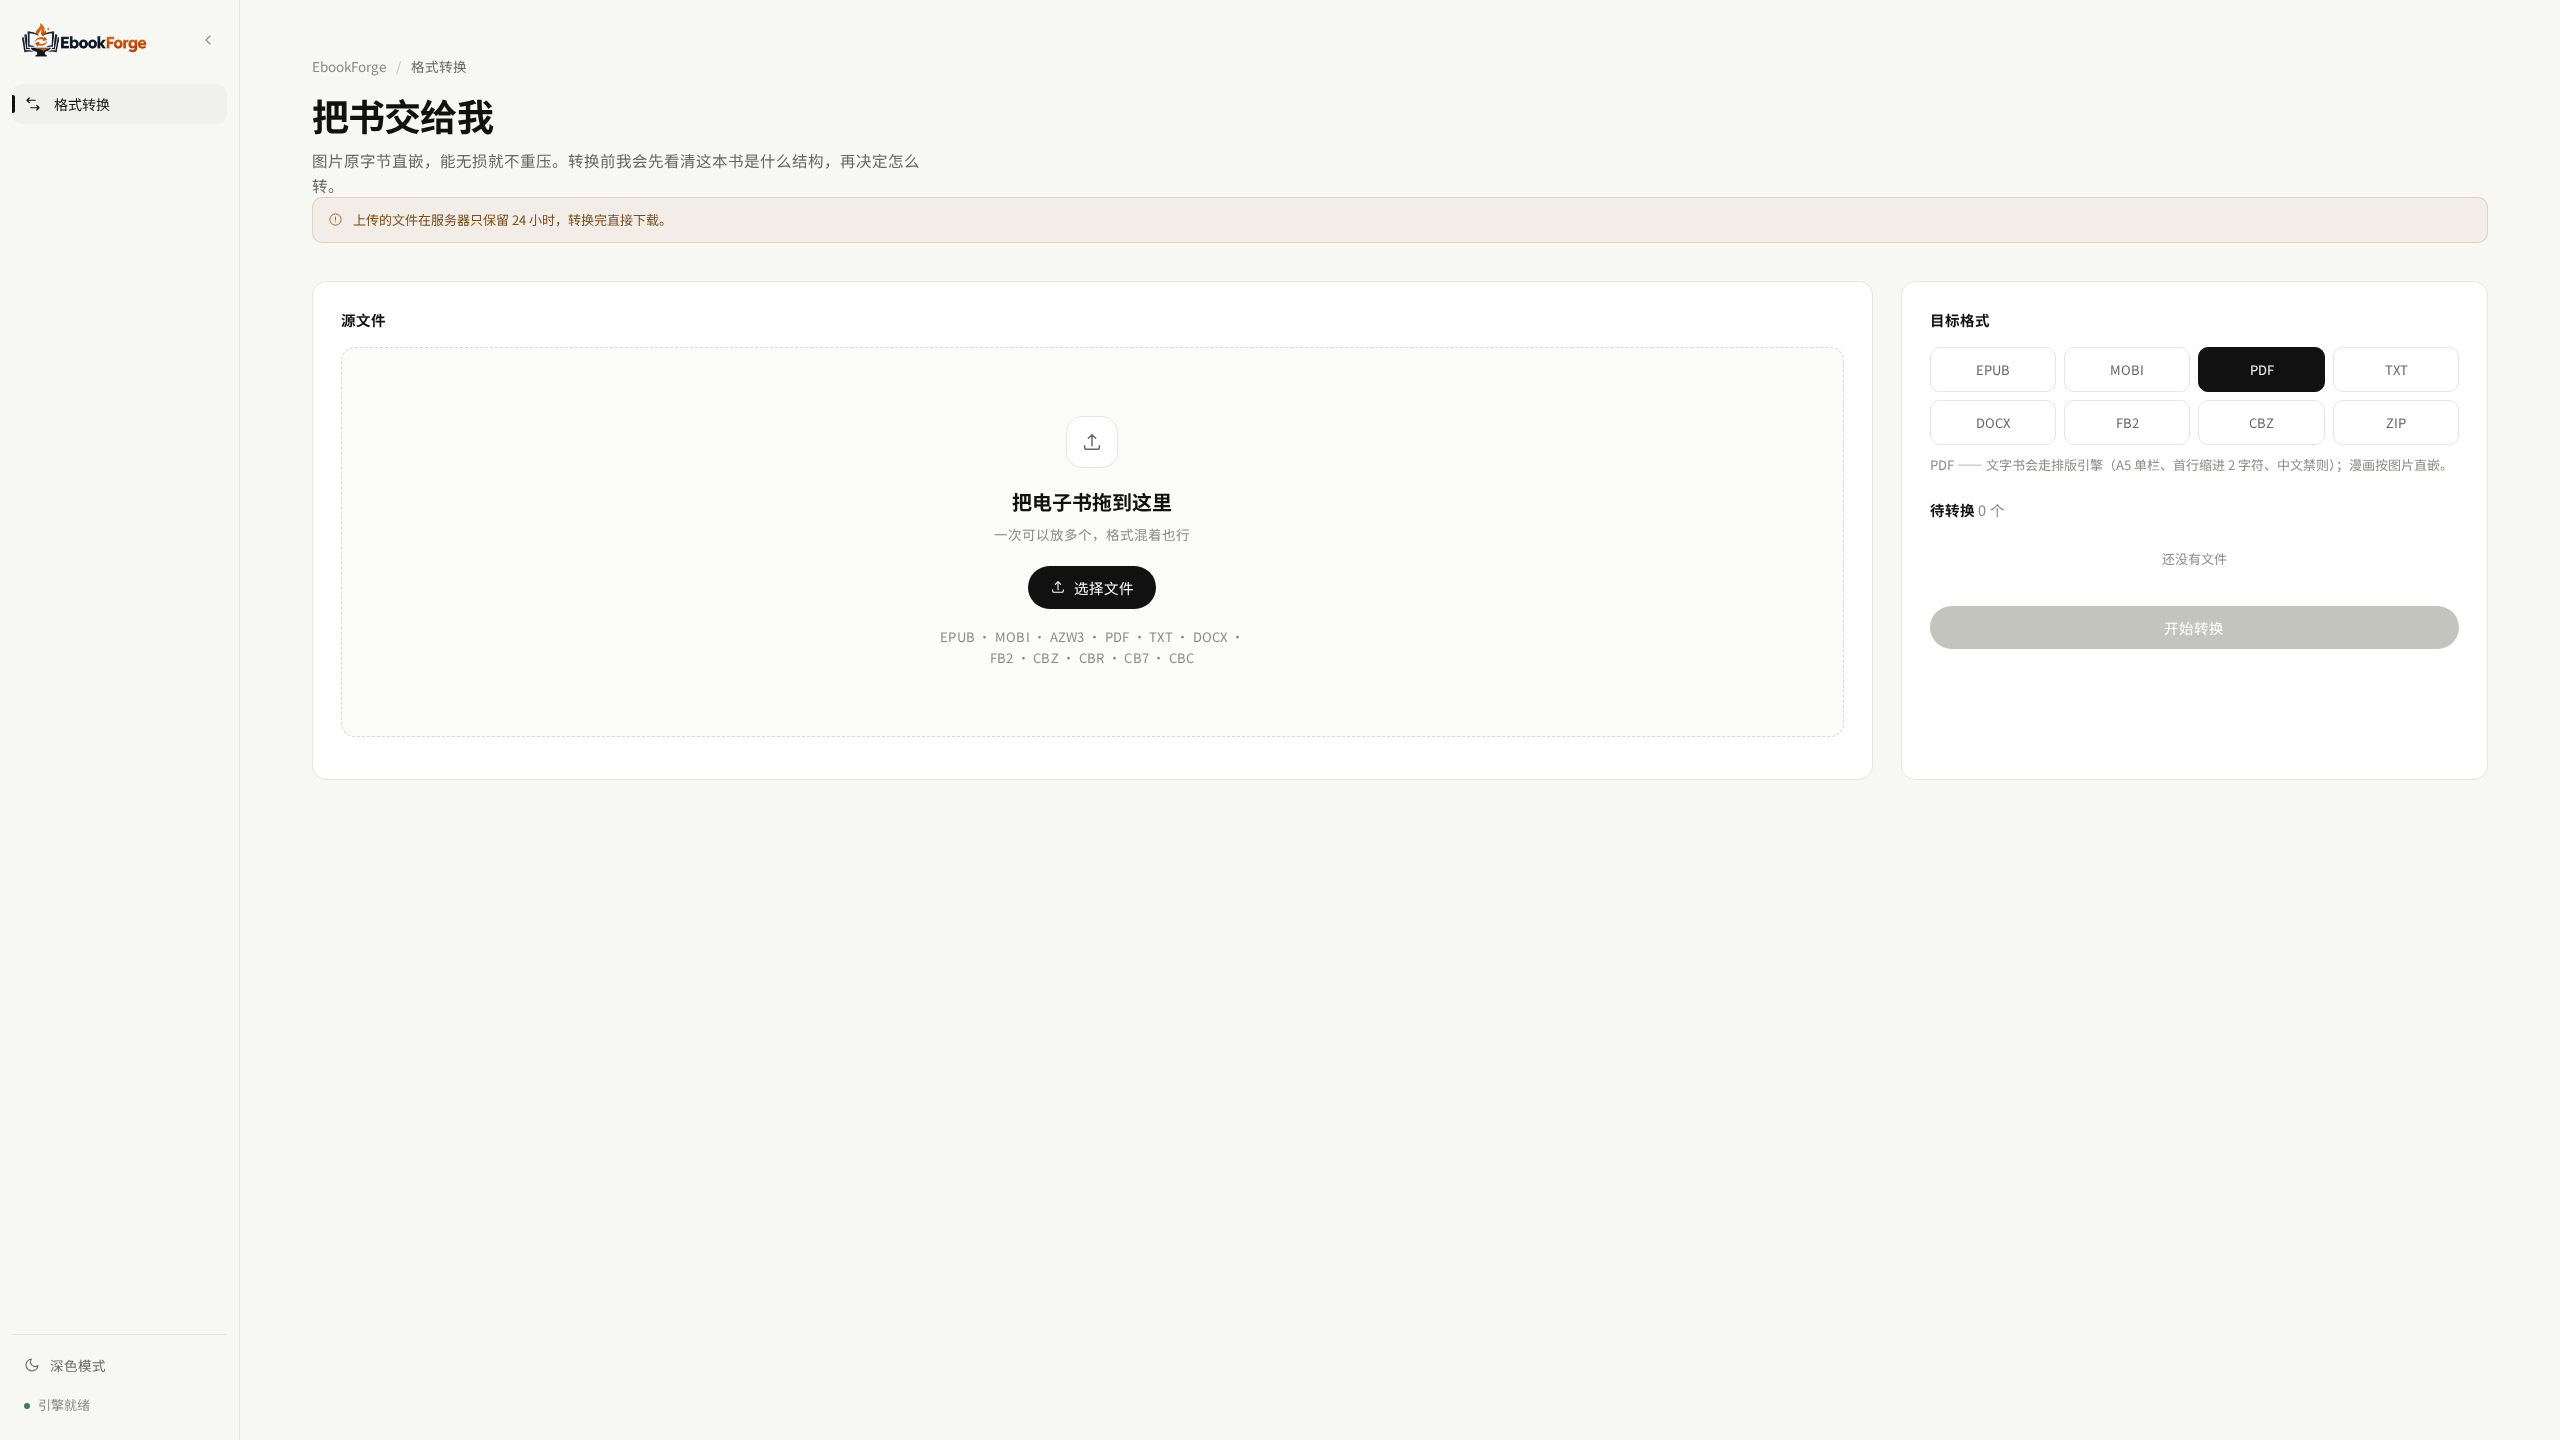 EbookForge
格式转换
EbookForge / 格式转换
把书交给我
图片原字节直嵌，能无损就不重压。转换前我会先看清这本书是什么结构，再决定怎么
转。
上传的文件在服务器只保留 24 小时，转换完直接下载。
源文件
把电子书拖到这里
一次可以放多个，格式混着也行
选择文件
EPUB · MOBI · AZW3 · PDF · TXT · DOCX ·
FB2 · CBZ · CBR · CB7 · CBC
目标格式
EPUB MOBI PDF TXT
DOCX FB2 CBZ ZIP
PDF —— 文字书会走排版引擎（A5 单栏、首行缩进 2 字符、中文禁则）；漫画按图片直嵌。
待转换 0 个
还没有文件
开始转换
深色模式
引擎就绪